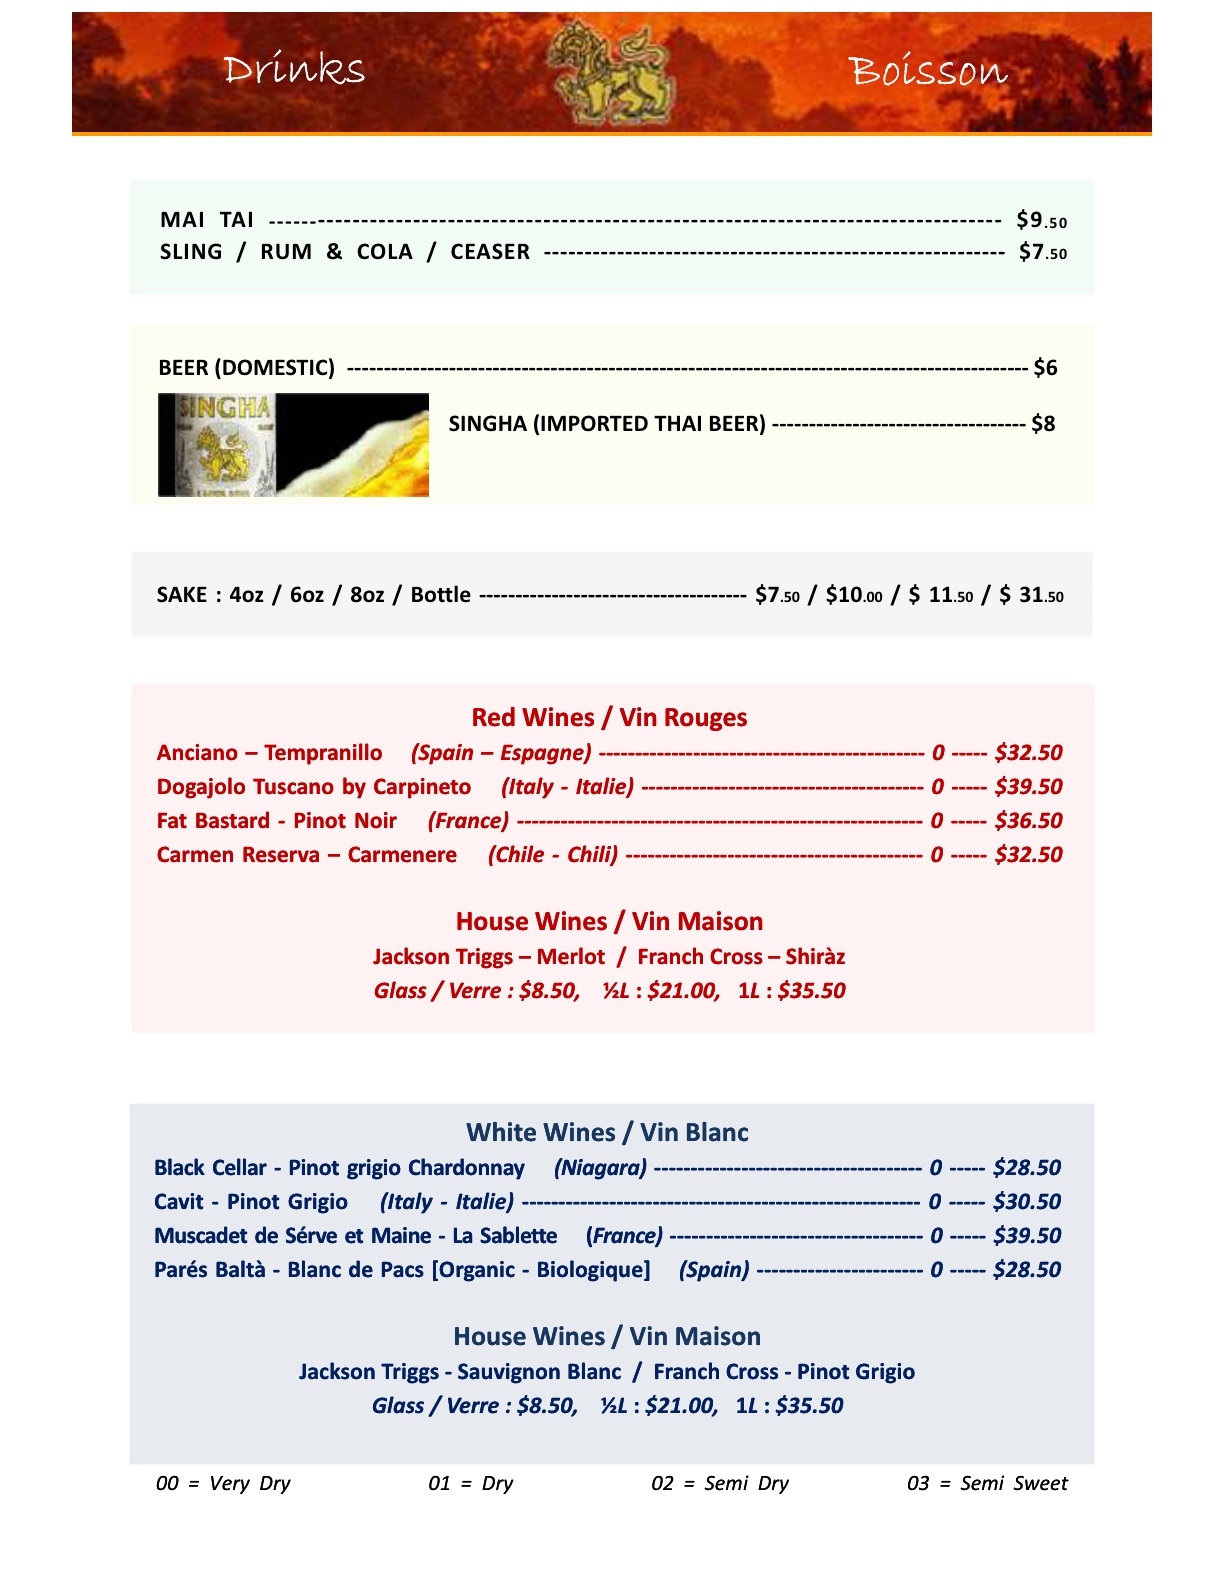 Drinks
Boisson
MAI TAI ------------------------------------------------------------------------------------ $9.50
SLING / RUM & COLA / CEASER --------------------------------------------------------- $7.50
BEER (DOMESTIC) --------------------------------------------------------------------------------------------- $6
SINGHA
SINGHA (IMPORTED THAI BEER) ----------------------------------- $8
SAKE : 4oz / 6oz / 8oz / Bottle ------------------------------------- $7.50 / $10.00 / $ 11.50 / $ 31.50
Red Wines / Vin Rouges
Anciano – Tempranillo (Spain – Espagne) --------------------------------------------- 0 ----- $32.50
Dogajolo Tuscano by Carpineto (Italy - Italie) --------------------------------------- 0 ----- $39.50
Fat Bastard - Pinot Noir (France) -------------------------------------------------------- 0 ----- $36.50
Carmen Reserva – Carmenere (Chile - Chili) ----------------------------------------- 0 ----- $32.50
House Wines / Vin Maison
Jackson Triggs – Merlot / Franch Cross – Shiràz
Glass / Verre : $8.50, ½L : $21.00, 1L : $35.50
White Wines / Vin Blanc
Black Cellar - Pinot grigio Chardonnay (Niagara) ------------------------------------- 0 ----- $28.50
Cavit - Pinot Grigio (Italy - Italie) ------------------------------------------------------- 0 ----- $30.50
Muscadet de Sérve et Maine - La Sablette (France) ----------------------------------- 0 ----- $39.50
Parés Baltà - Blanc de Pacs [Organic - Biologique] (Spain) ----------------------- 0 ----- $28.50
House Wines / Vin Maison
Jackson Triggs - Sauvignon Blanc / Franch Cross - Pinot Grigio
Glass / Verre : $8.50, ½L : $21.00, 1L : $35.50
00 = Very Dry 01 = Dry 02 = Semi Dry 03 = Semi Sweet